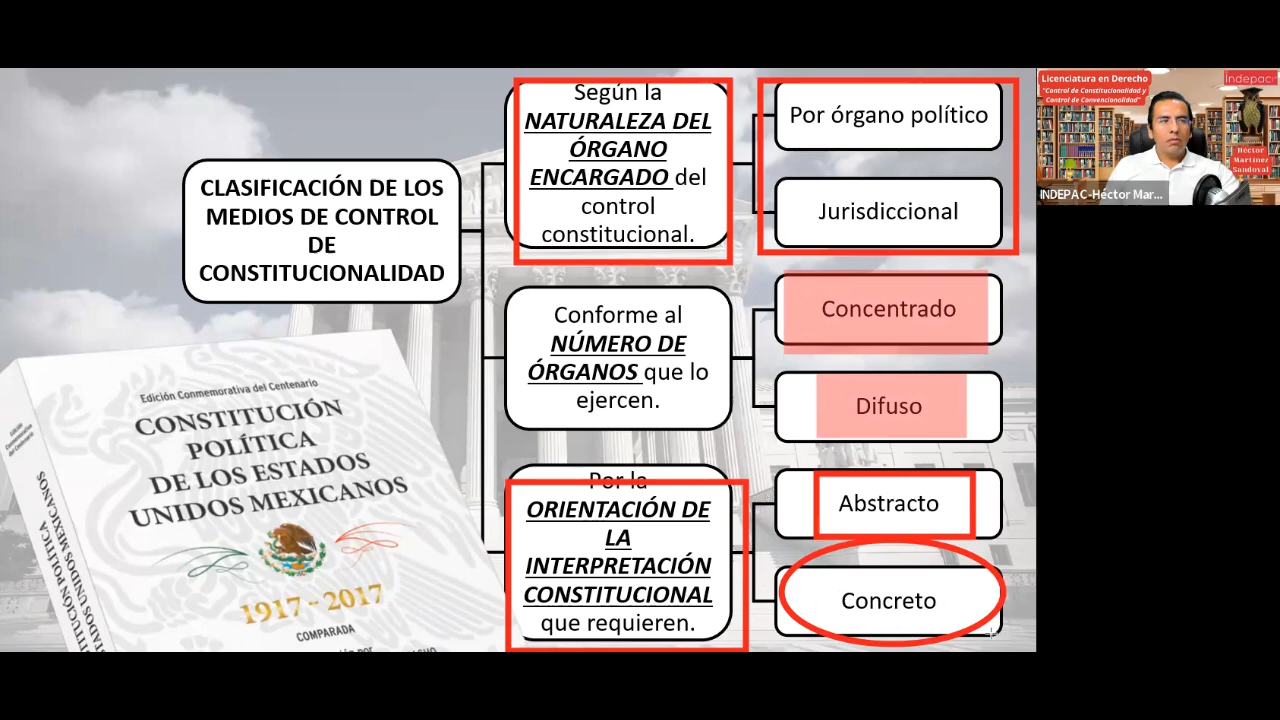 CLASIFICACIÓN DE LOS
MEDIOS DE CONTROL
DE
CONSTITUCIONALIDAD
Según la
NATURALEZA DEL
ÓRGANO
ENCARGADO del
control
constitucional.
Por órgano político
Jurisdiccional
Conforme al
NÚMERO DE
ÓRGANOS que lo
ejercen.
Concentrado
Difuso
Por la
ORIENTACIÓN DE
LA
INTERPRETACIÓN
CONSTITUCIONAL
que requieren.
Abstracto
Concreto
Edición Conmemorativa del Centenario
CONSTITUCIÓN
POLÍTICA
DE LOS ESTADOS
UNIDOS MEXICANOS
1917 - 2017
COMPARADA
Licenciatura en Derecho
"Control de Constitucionalidad y
Control de Convencionalidad"
Indepac
Héctor
Martínez
Sandoval
INDEPAC-Héctor Mar...